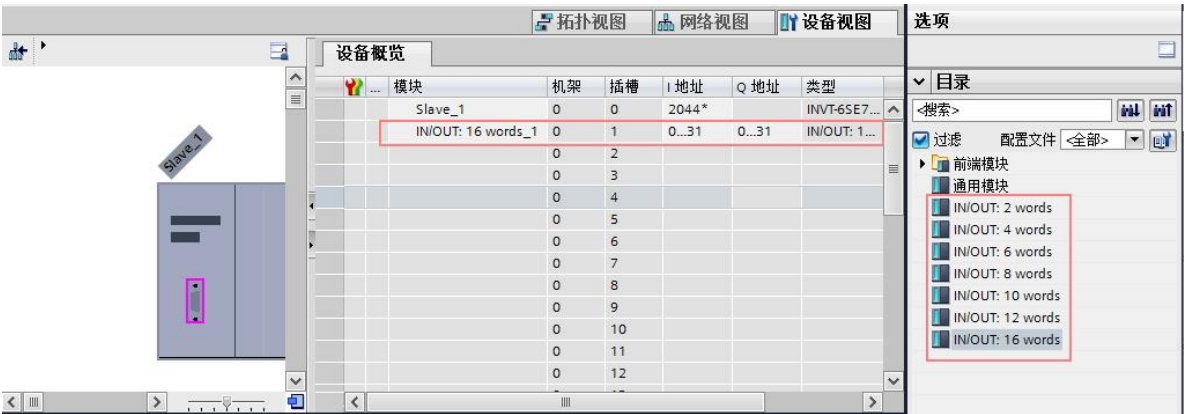 拓扑视图 网络视图 设备视图 选项
设备概览
... 模块 机架 插槽 I 地址 Q 地址 类型
Slave_1 0 0 2044* INVT-6SE7...
IN/OUT: 16 words_1 0 1 0...31 0...31 IN/OUT: 1...
0 2
0 3
0 4
0 5
0 6
0 7
0 8
0 9
0 10
0 11
0 12
Slave_1
目录
<搜索>
过滤 配置文件 <全部>
前端模块
通用模块
IN/OUT: 2 words
IN/OUT: 4 words
IN/OUT: 6 words
IN/OUT: 8 words
IN/OUT: 10 words
IN/OUT: 12 words
IN/OUT: 16 words